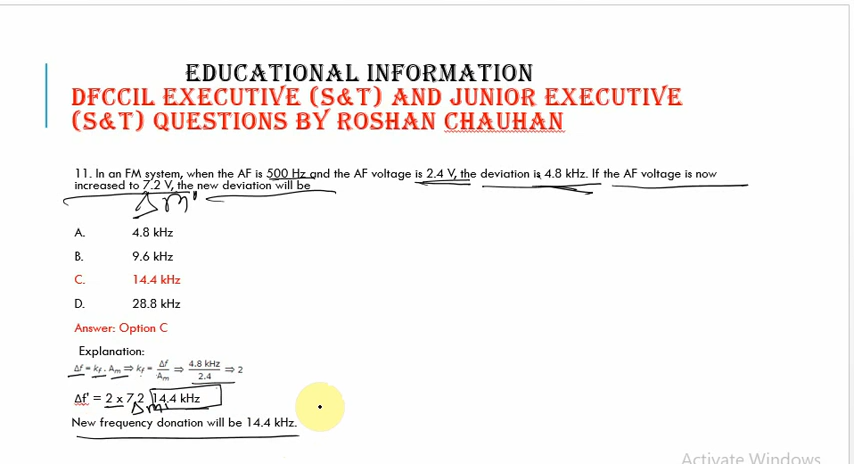 EDUCATIONAL INFORMATION
DFCCIL EXECUTIVE (S&T) AND JUNIOR EXECUTIVE
(S&T) QUESTIONS BY ROSHAN CHAUHAN
11. In an FM system, when the AF is 500 Hz and the AF voltage is 2.4 V, the deviation is 4.8 kHz. If the AF voltage is now
increased to 7.2 V, the new deviation will be
Δm'
A. 4.8 kHz
B. 9.6 kHz
C. 14.4 kHz
D. 28.8 kHz
Answer: Option C
Explanation:
Δf = kf . Am ⇒ kf = Δf / Am ⇒ 4.8 kHz / 2.4 ⇒ 2
Δf' = 2 x 7.2 14.4 kHz
Δm'
New frequency donation will be 14.4 kHz.
Activate Windows